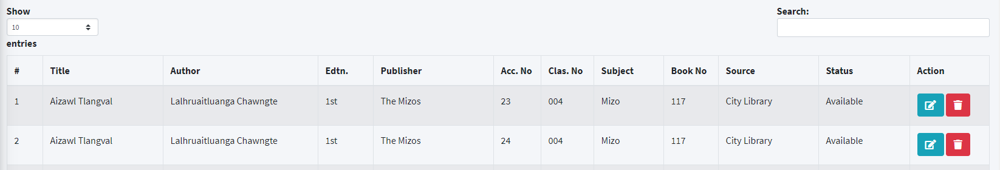 Show
10
entries
Search:
# Title Author Edtn. Publisher Acc. No Clas. No Subject Book No Source Status Action
1 Aizawl Tlangval Lalhruaitluanga Chawngte 1st The Mizos 23 004 Mizo 117 City Library Available
2 Aizawl Tlangval Lalhruaitluanga Chawngte 1st The Mizos 24 004 Mizo 117 City Library Available